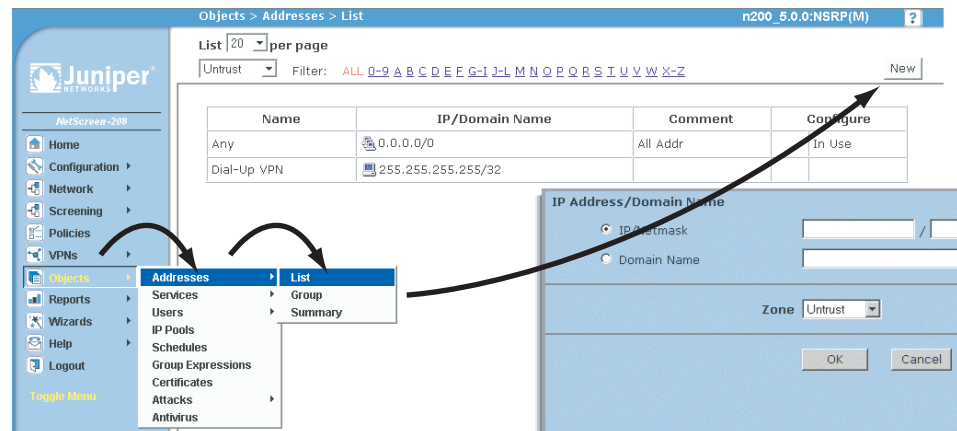 Objects > Addresses > List
n200_5.0.0:NSRP(M)
?
List 20 per page
Untrust
Filter: ALL 0-9 A B C D E F G-I J-L M N O P Q R S T U V W X-Z
New
Juniper
NETWORKS
NetScreen-208
Name IP/Domain Name Comment Configure
Any 0.0.0.0/0 All Addr In Use
Dial-Up VPN 255.255.255.255/32
Home
Configuration
Network
Screening
Policies
VPNs
Objects
Reports
Wizards
Help
Logout
Toggle Menu
Addresses
Services
Users
IP Pools
Schedules
Group Expressions
Certificates
Attacks
Antivirus
List
Group
Summary
IP Address/Domain Name
IP/Netmask /
Domain Name
Zone Untrust
OK Cancel